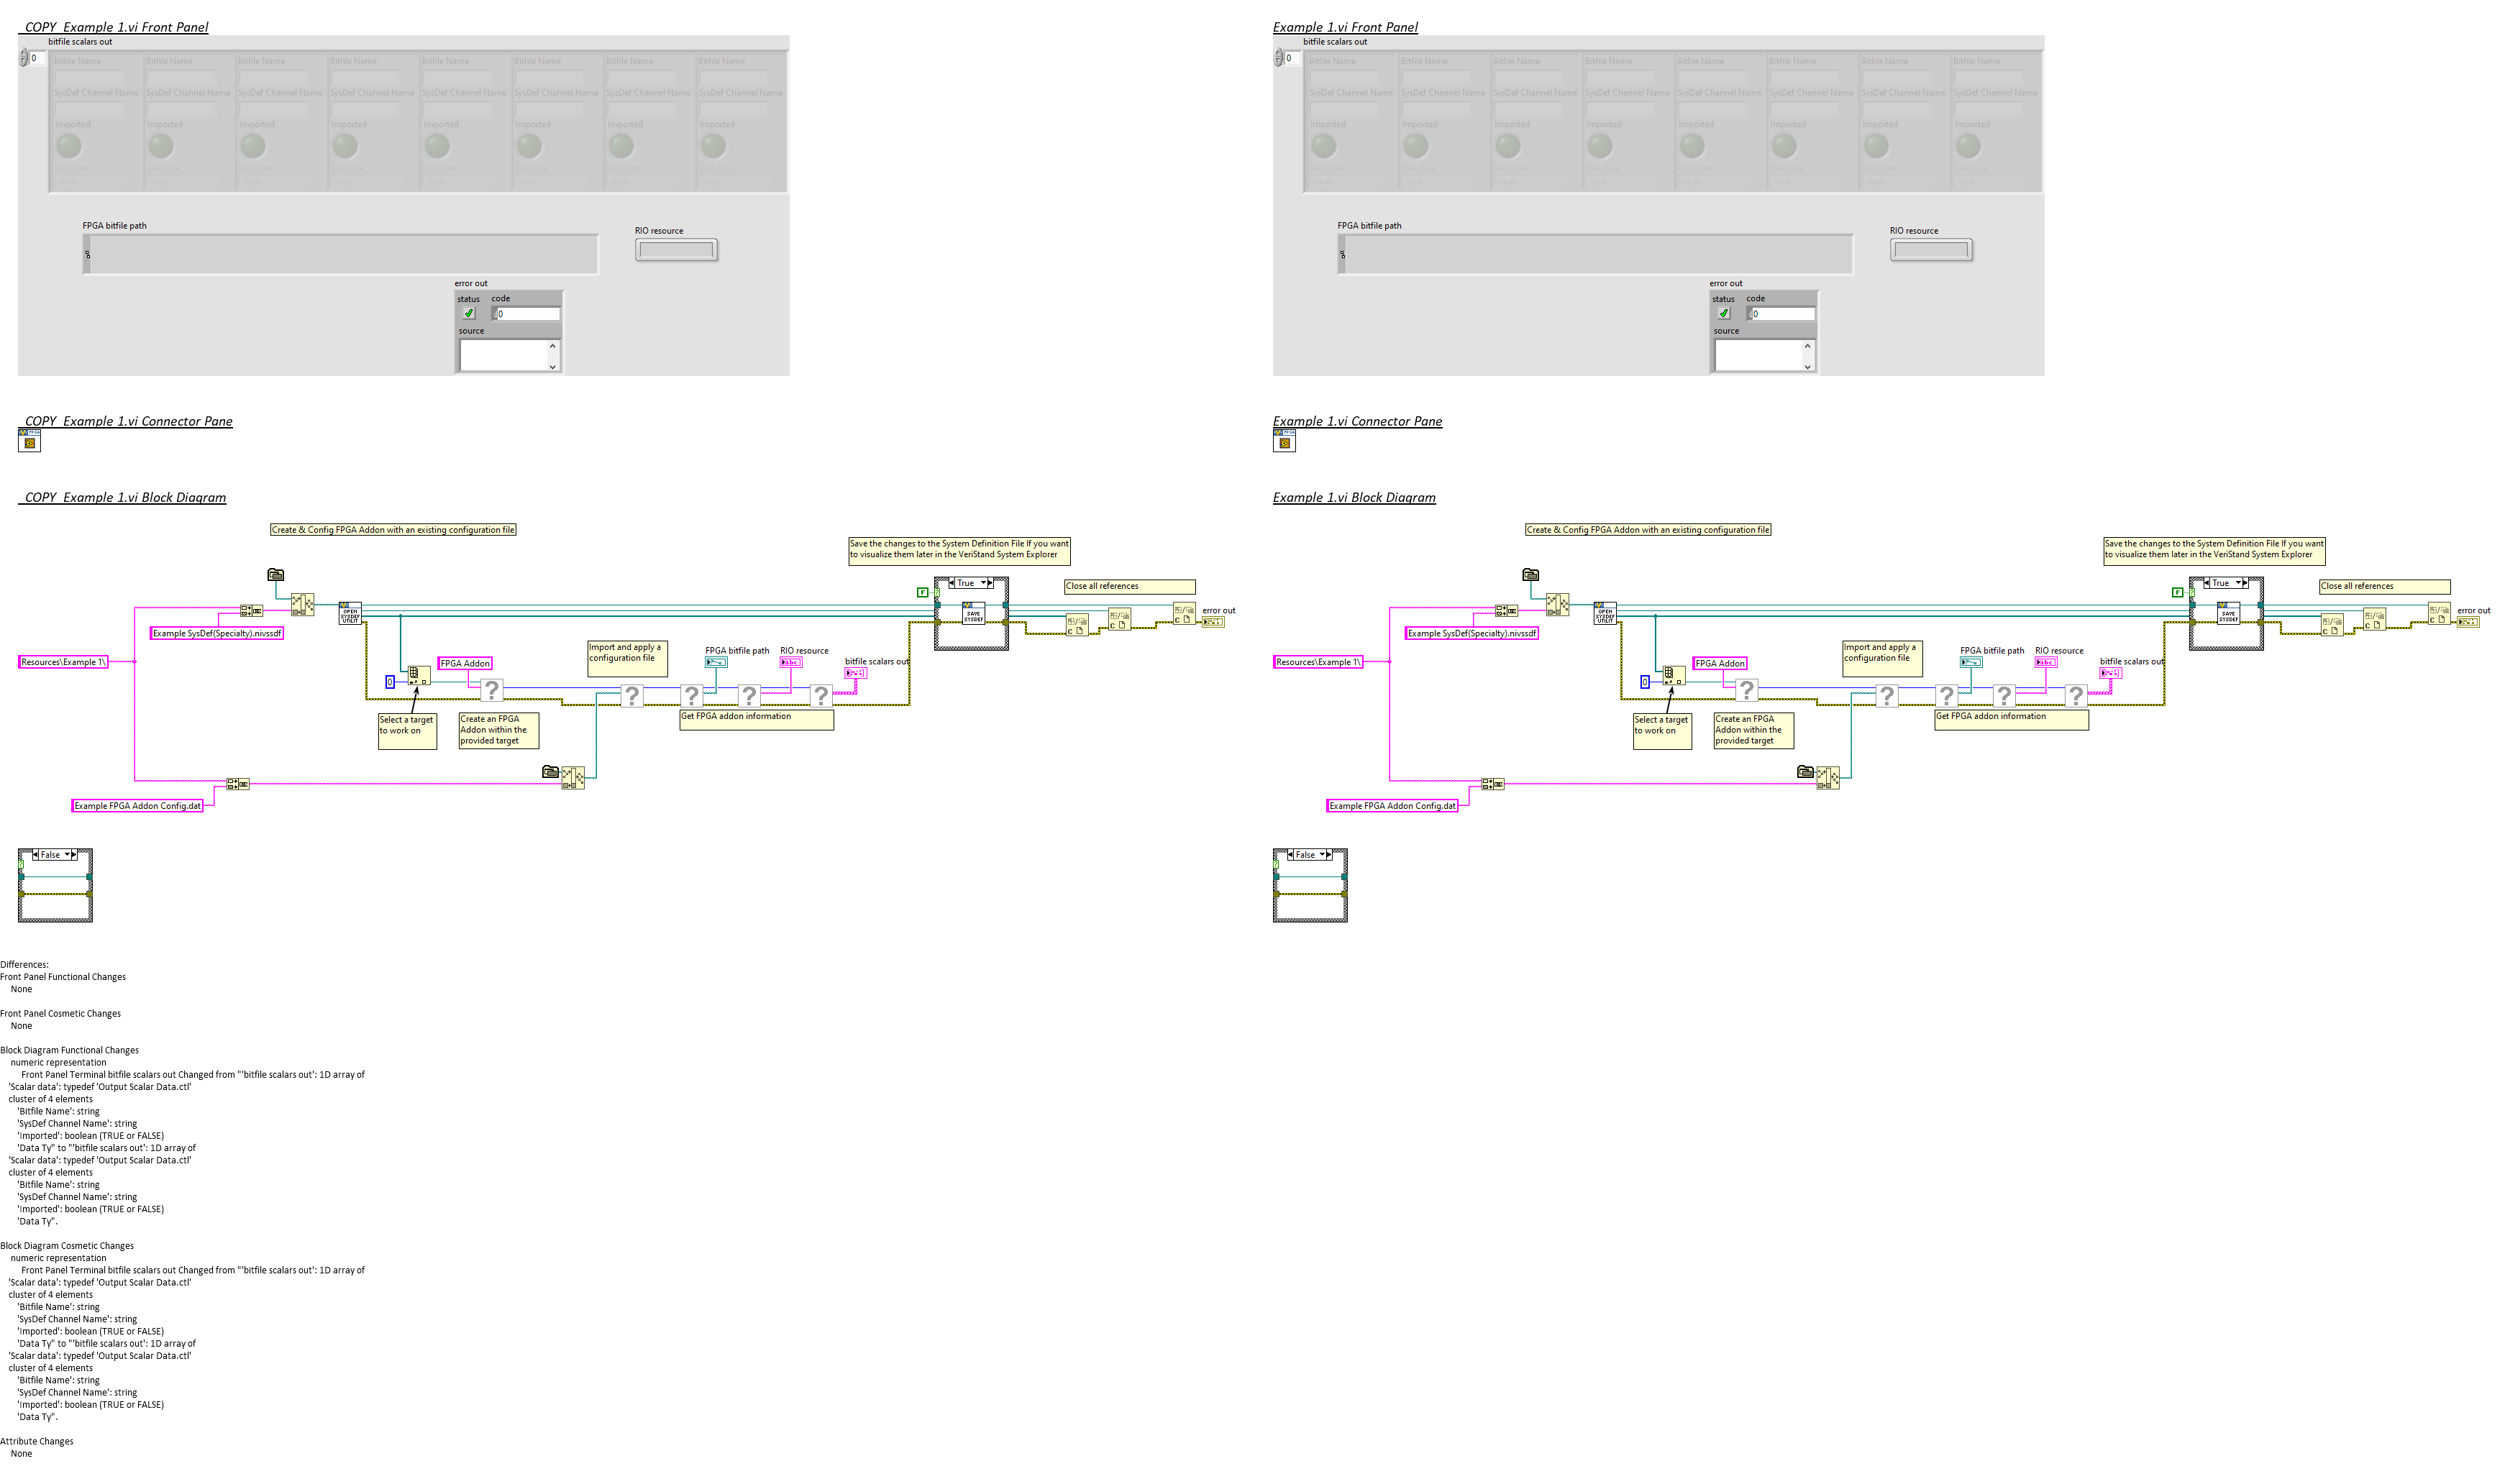 _COPY_Example 1.vi Front Panel
bitfile scalars out
0
Bitfile Name Bitfile Name Bitfile Name Bitfile Name Bitfile Name Bitfile Name Bitfile Name Bitfile Name
SysDef Channel Name SysDef Channel Name SysDef Channel Name SysDef Channel Name SysDef Channel Name SysDef Channel Name SysDef Channel Name SysDef Channel Name
Imported Imported Imported Imported Imported Imported Imported Imported
FPGA bitfile path
RIO resource
error out
status code
0
source
Example 1.vi Front Panel
bitfile scalars out
0
Bitfile Name Bitfile Name Bitfile Name Bitfile Name Bitfile Name Bitfile Name Bitfile Name Bitfile Name
SysDef Channel Name SysDef Channel Name SysDef Channel Name SysDef Channel Name SysDef Channel Name SysDef Channel Name SysDef Channel Name SysDef Channel Name
Imported Imported Imported Imported Imported Imported Imported Imported
FPGA bitfile path
RIO resource
error out
status code
0
source
_COPY_Example 1.vi Connector Pane
Example 1.vi Connector Pane
_COPY_Example 1.vi Block Diagram
Create & Config FPGA Addon with an existing configuration file
Save the changes to the System Definition File If you want
to visualize them later in the VeriStand System Explorer
True
Close all references
F
OPEN
SYSDEF
UTILIT
SAVE
SYSDEF
error out
Example SysDef(Specialty).nivssdf
Resources\Example 1\
Import and apply a
configuration file
FPGA Addon
FPGA bitfile path
RIO resource
bitfile scalars out
0
Select a target
to work on
Create an FPGA
Addon within the
provided target
Get FPGA addon information
Example FPGA Addon Config.dat
False
Example 1.vi Block Diagram
Create & Config FPGA Addon with an existing configuration file
Save the changes to the System Definition File If you want
to visualize them later in the VeriStand System Explorer
True
Close all references
F
OPEN
SYSDEF
UTILIT
SAVE
SYSDEF
error out
Example SysDef(Specialty).nivssdf
Resources\Example 1\
Import and apply a
configuration file
FPGA Addon
FPGA bitfile path
RIO resource
bitfile scalars out
0
Select a target
to work on
Create an FPGA
Addon within the
provided target
Get FPGA addon information
Example FPGA Addon Config.dat
False
Differences:
Front Panel Functional Changes
None
Front Panel Cosmetic Changes
None
Block Diagram Functional Changes
numeric representation
Front Panel Terminal bitfile scalars out Changed from "'bitfile scalars out': 1D array of
'Scalar data': typedef 'Output Scalar Data.ctl'
cluster of 4 elements
'Bitfile Name': string
'SysDef Channel Name': string
'Imported': boolean (TRUE or FALSE)
'Data Ty" to "'bitfile scalars out': 1D array of
'Scalar data': typedef 'Output Scalar Data.ctl'
cluster of 4 elements
'Bitfile Name': string
'SysDef Channel Name': string
'Imported': boolean (TRUE or FALSE)
'Data Ty".
Block Diagram Cosmetic Changes
numeric representation
Front Panel Terminal bitfile scalars out Changed from "'bitfile scalars out': 1D array of
'Scalar data': typedef 'Output Scalar Data.ctl'
cluster of 4 elements
'Bitfile Name': string
'SysDef Channel Name': string
'Imported': boolean (TRUE or FALSE)
'Data Ty" to "'bitfile scalars out': 1D array of
'Scalar data': typedef 'Output Scalar Data.ctl'
cluster of 4 elements
'Bitfile Name': string
'SysDef Channel Name': string
'Imported': boolean (TRUE or FALSE)
'Data Ty".
Attribute Changes
None